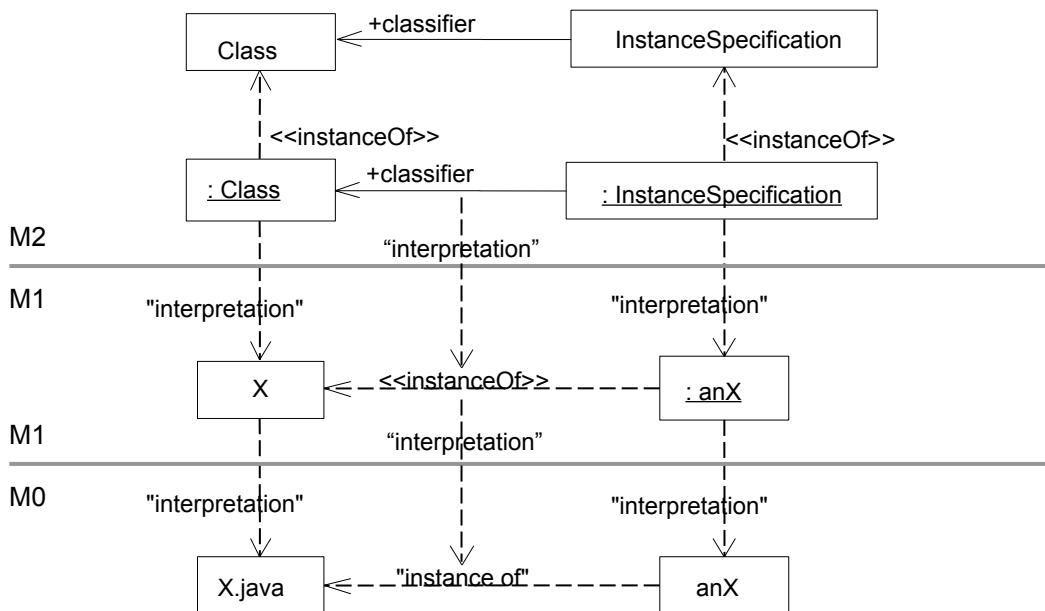 Class
+classifier
InstanceSpecification
<<instanceOf>>
<<instanceOf>>
: Class
+classifier
: InstanceSpecification
M2
“interpretation”
M1
"interpretation"
"interpretation"
X
<<instanceOf>>
: anX
M1
“interpretation”
M0
"interpretation"
"interpretation"
X.java
"instance of"
anX